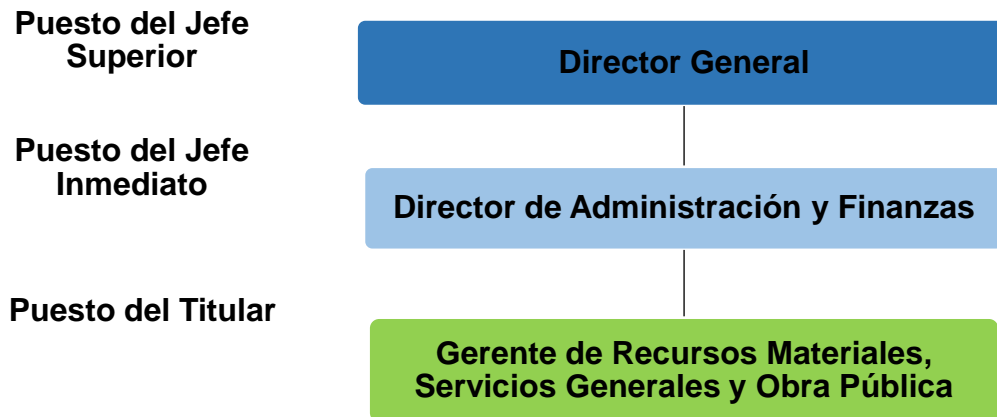 Puesto del Jefe
Superior
Director General
Puesto del Jefe
Inmediato
Director de Administración y Finanzas
Puesto del Titular
Gerente de Recursos Materiales,
Servicios Generales y Obra Pública